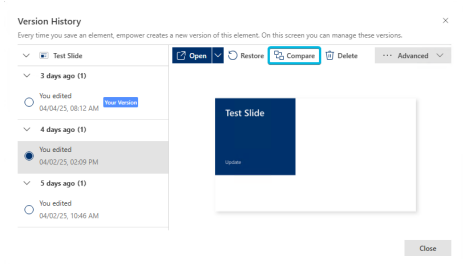 Version History
Every time you save an element, empower creates a new version of this element. On this screen you can manage these versions.
Test Slide
Open
Restore
Compare
Delete
Advanced
3 days ago (1)
You edited
04/04/25, 08:12 AM
Your Version
4 days ago (1)
You edited
04/02/25, 02:09 PM
5 days ago (1)
You edited
04/02/25, 10:46 AM
Test Slide
Update
Close